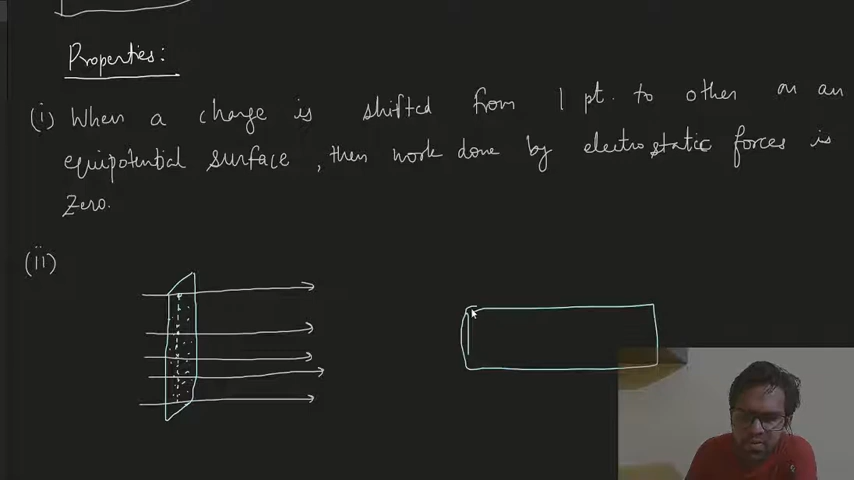 Properties:
(i) When a charge is shifted from 1 pt. to other on an
equipotential surface, then work done by electrostatic forces is
Zero.
(ii)